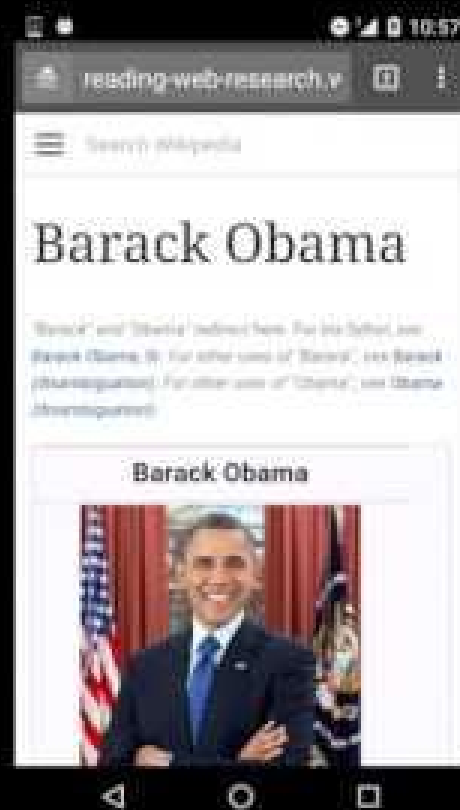 10:57
reading-web-research.v
Search Wikipedia
Barack Obama
"Barack" and "Obama" redirect here. For his father, see
Barack Obama, Sr. For other uses of "Barack", see Barack
(disambiguation). For other uses of "Obama", see Obama
(disambiguation).
Barack Obama